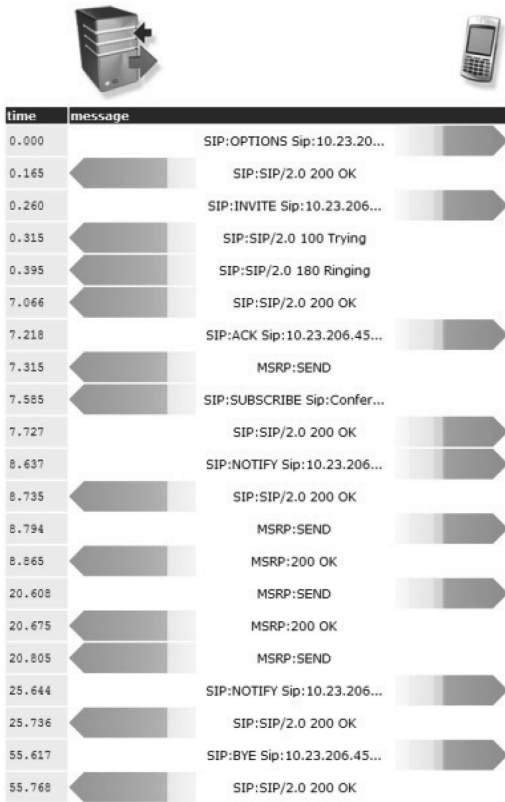 time message
0.000 SIP:OPTIONS Sip:10.23.20...
0.165 SIP:SIP/2.0 200 OK
0.260 SIP:INVITE Sip:10.23.206...
0.315 SIP:SIP/2.0 100 Trying
0.395 SIP:SIP/2.0 180 Ringing
7.066 SIP:SIP/2.0 200 OK
7.218 SIP:ACK Sip:10.23.206.45...
7.315 MSRP:SEND
7.585 SIP:SUBSCRIBE Sip:Confer...
7.727 SIP:SIP/2.0 200 OK
8.637 SIP:NOTIFY Sip:10.23.206...
8.735 SIP:SIP/2.0 200 OK
8.794 MSRP:SEND
8.865 MSRP:200 OK
20.608 MSRP:SEND
20.675 MSRP:200 OK
20.805 MSRP:SEND
25.644 SIP:NOTIFY Sip:10.23.206...
25.736 SIP:SIP/2.0 200 OK
55.617 SIP:BYE Sip:10.23.206.45...
55.768 SIP:SIP/2.0 200 OK